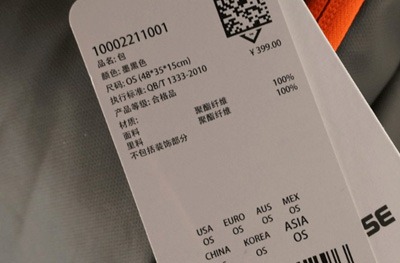 10002211001
品名: 包
颜色: 墨黑色
尺码: OS (48*35*15cm)
执行标准: QB/T 1333-2010
产品等级: 合格品
¥399.00
材质:
面料 聚酯纤维 100%
里料 聚酯纤维 100%
不包括装饰部分
USA EURO AUS MEX
OS OS OS OS
CHINA KOREA ASIA
OS OS OS
SE